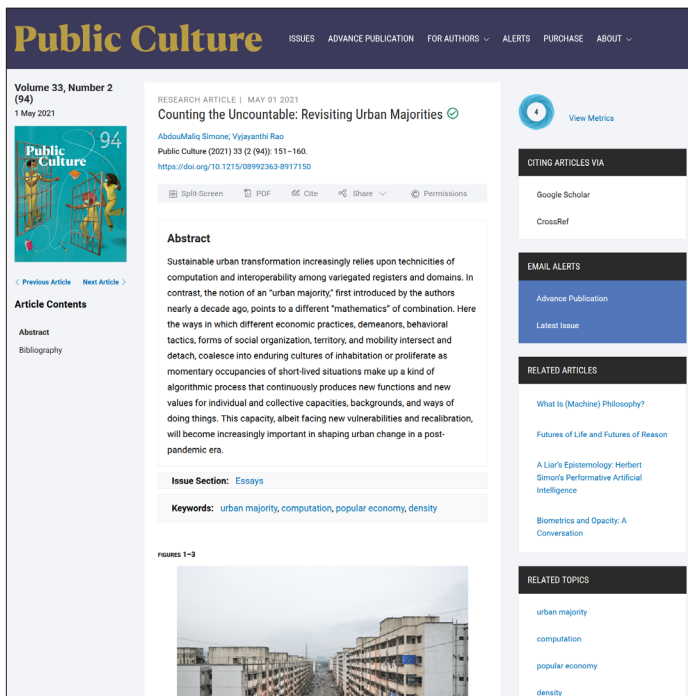 Public Culture
ISSUES ADVANCE PUBLICATION FOR AUTHORS ALERTS PURCHASE ABOUT
Volume 33, Number 2
(94)
1 May 2021
94
Public
Culture
< Previous Article Next Article >
Article Contents
Abstract
Bibliography
RESEARCH ARTICLE | MAY 01 2021
Counting the Uncountable: Revisiting Urban Majorities
AbdouMaliq Simone; Vyjayanthi Rao
Public Culture (2021) 33 (2 (94)): 151–160.
https://doi.org/10.1215/08992363-8917150
Split-Screen PDF Cite Share Permissions
Abstract
Sustainable urban transformation increasingly relies upon technicities of
computation and interoperability among variegated registers and domains. In
contrast, the notion of an “urban majority,” first introduced by the authors
nearly a decade ago, points to a different “mathematics” of combination. Here
the ways in which different economic practices, demeanors, behavioral
tactics, forms of social organization, territory, and mobility intersect and
detach, coalesce into enduring cultures of inhabitation or proliferate as
momentary occupancies of short-lived situations make up a kind of
algorithmic process that continuously produces new functions and new
values for individual and collective capacities, backgrounds, and ways of
doing things. This capacity, albeit facing new vulnerabilities and recalibration,
will become increasingly important in shaping urban change in a post-
pandemic era.
Issue Section: Essays
Keywords: urban majority, computation, popular economy, density
FIGURES 1–3
4
View Metrics
CITING ARTICLES VIA
Google Scholar
CrossRef
EMAIL ALERTS
Advance Publication
Latest Issue
RELATED ARTICLES
What Is (Machine) Philosophy?
Futures of Life and Futures of Reason
A Liar's Epistemology: Herbert
Simon's Performative Artificial
Intelligence
Biometrics and Opacity: A
Conversation
RELATED TOPICS
urban majority
computation
popular economy
density